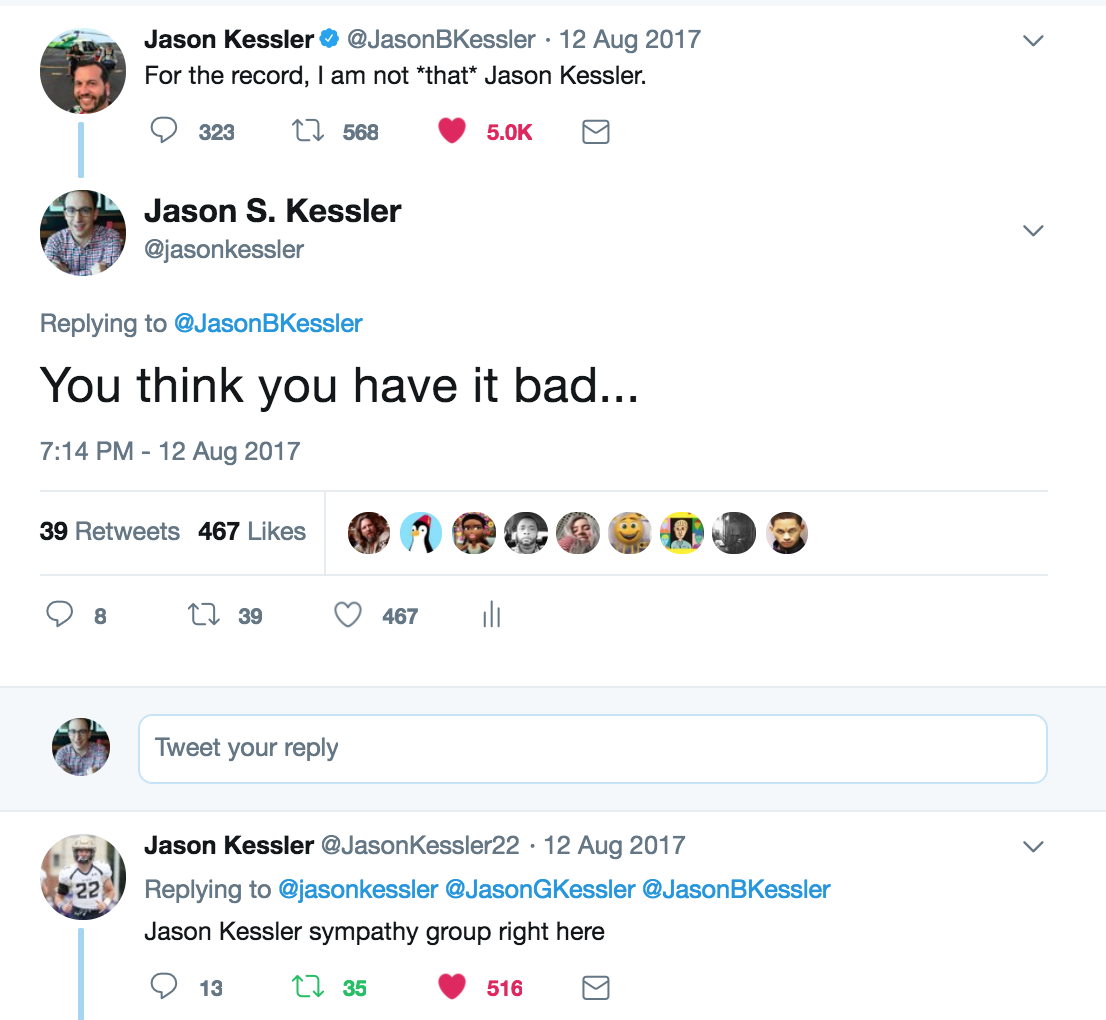 Jason Kessler @JasonBKessler · 12 Aug 2017
For the record, I am not *that* Jason Kessler.
323 568 5.0K
Jason S. Kessler
@jasonkessler
Replying to @JasonBKessler
You think you have it bad...
7:14 PM - 12 Aug 2017
39 Retweets 467 Likes
8 39 467
Tweet your reply
Jason Kessler @JasonKessler22 · 12 Aug 2017
Replying to @jasonkessler @JasonGKessler @JasonBKessler
22
Jason Kessler sympathy group right here
13 35 516